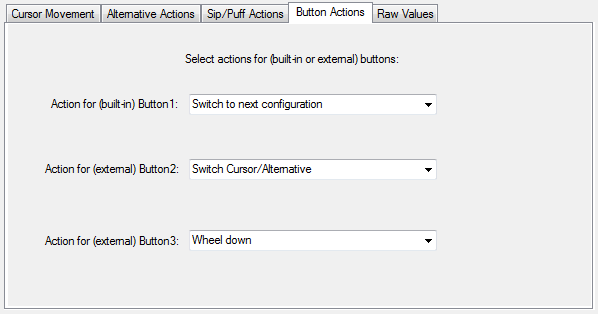 Cursor Movement Alternative Actions Sip/Puff Actions Button Actions Raw Values
Select actions for (built-in or external) buttons:
Action for (built-in) Button1: Switch to next configuration
Action for (external) Button2: Switch Cursor/Alternative
Action for (external) Button3: Wheel down